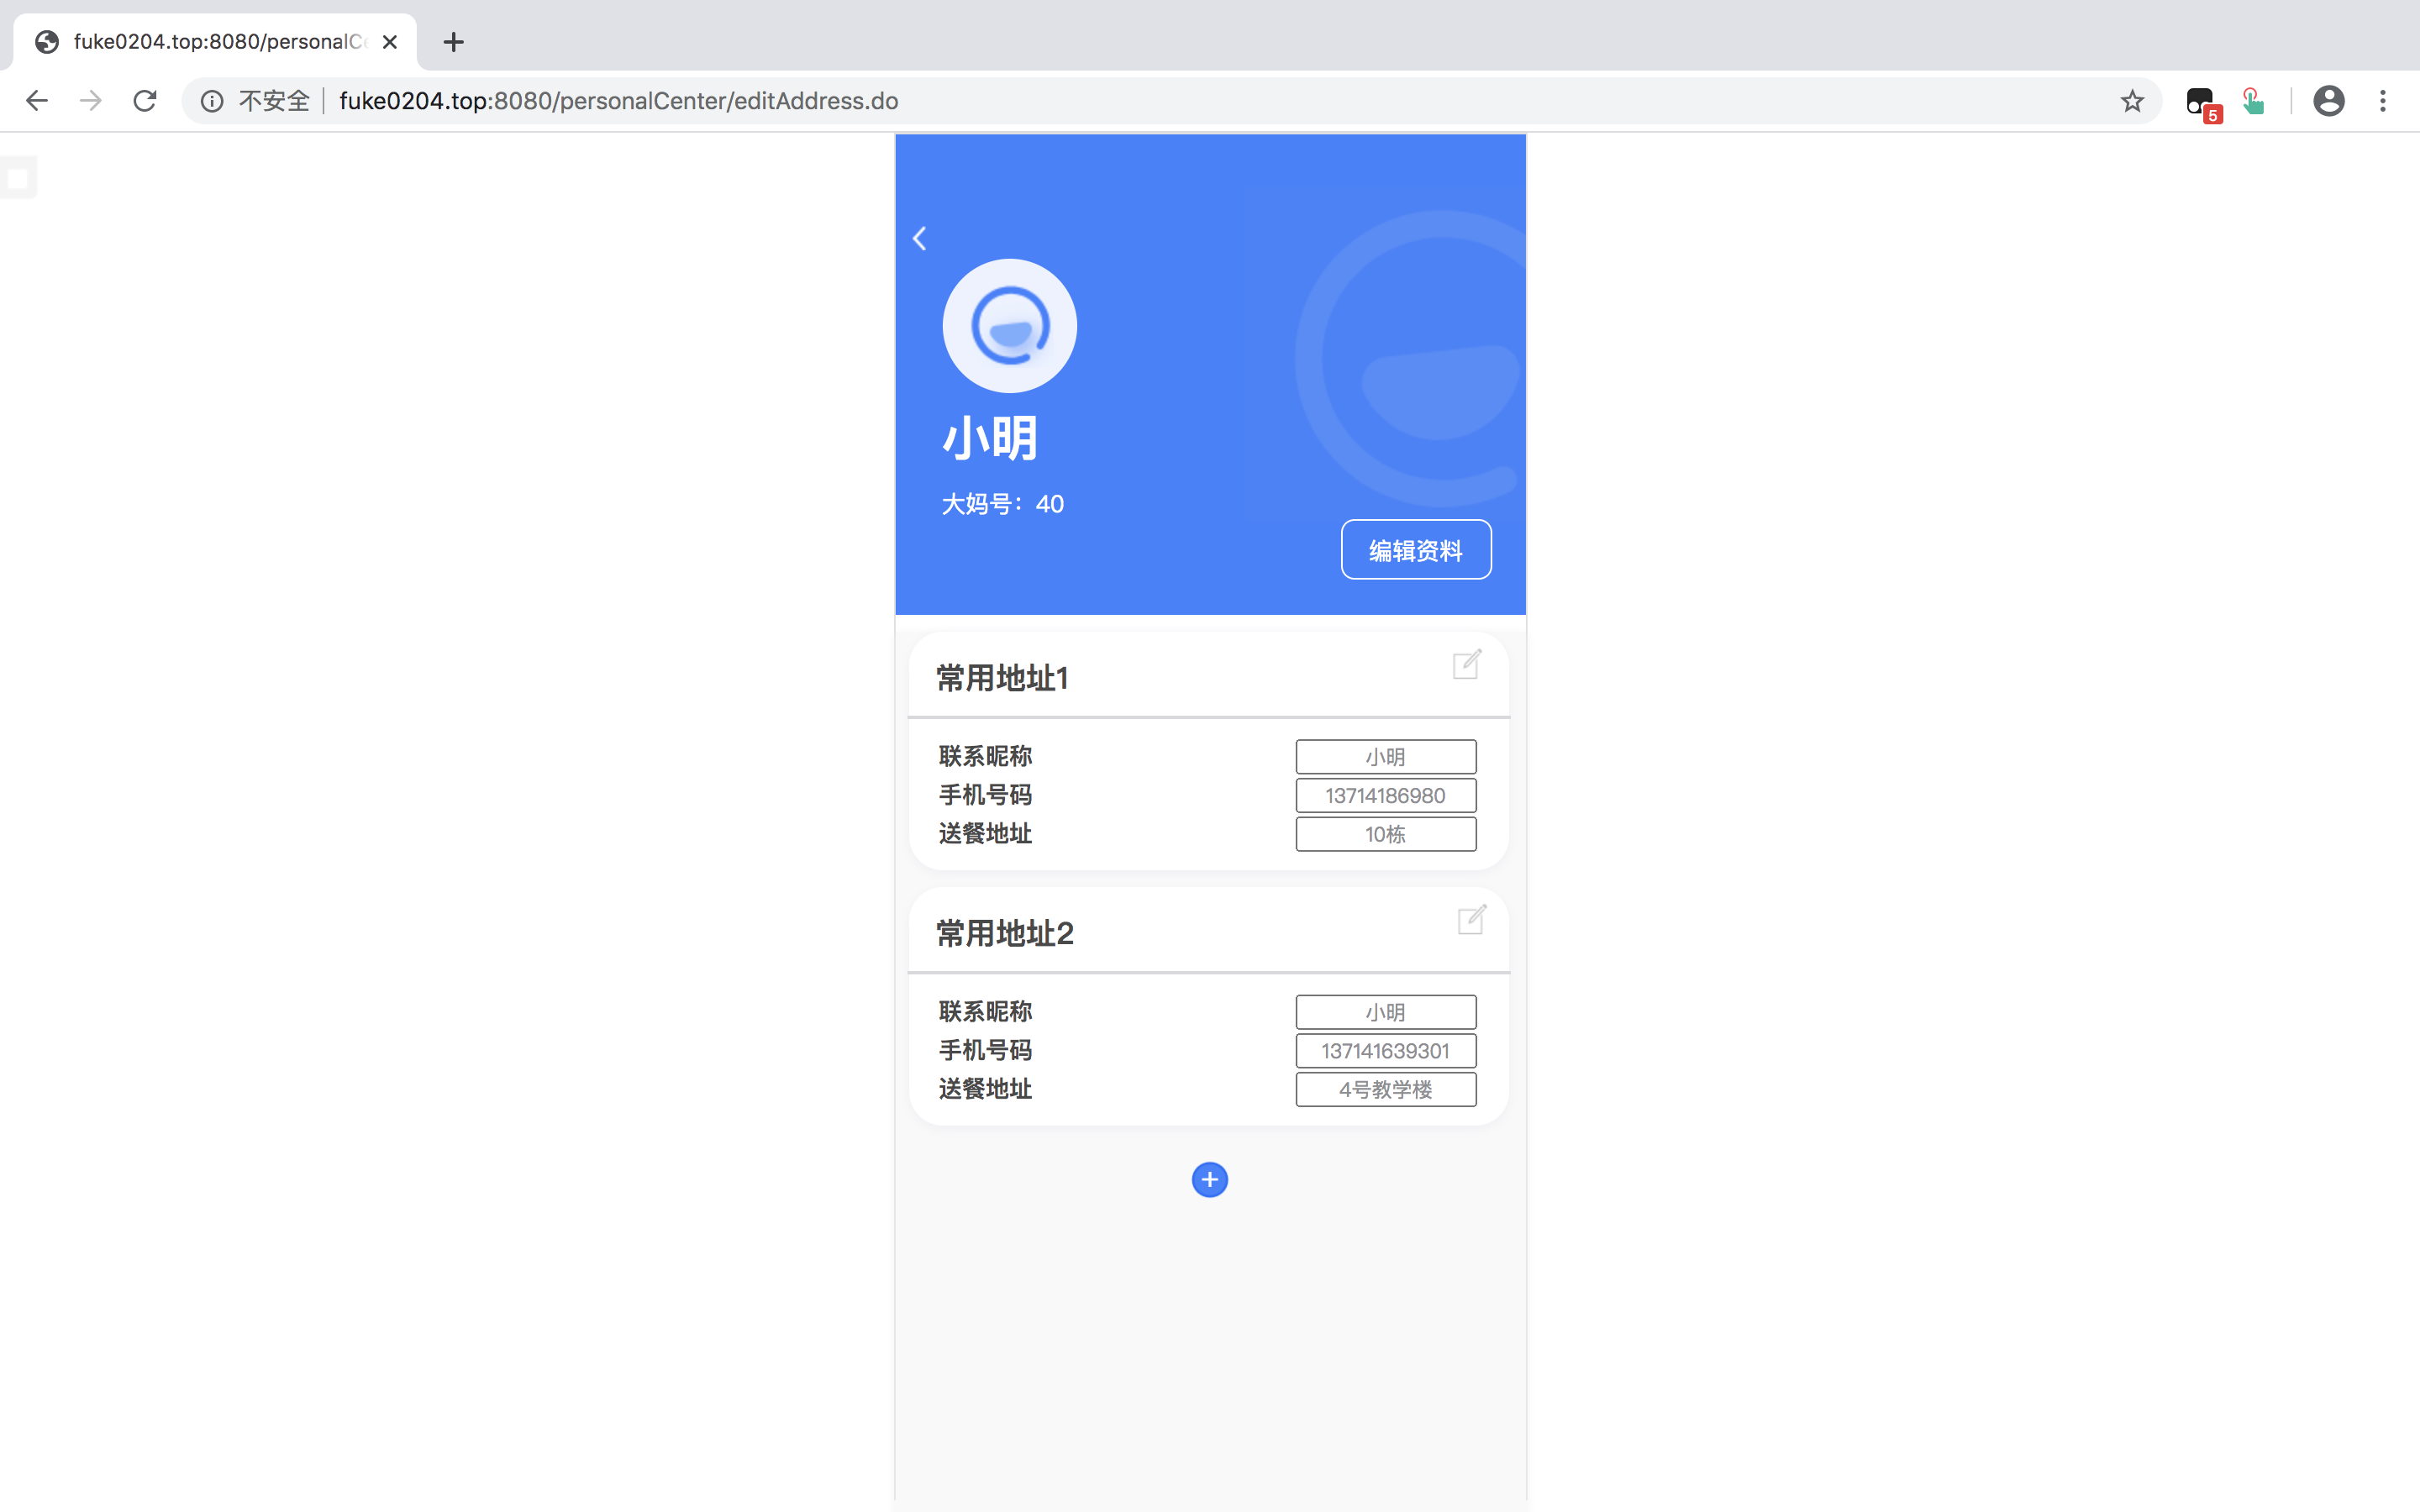 fuke0204.top:8080/personalC
不安全
fuke0204.top:8080/personalCenter/editAddress.do
5
小明
大妈号：40
编辑资料
常用地址1
联系昵称 小明
手机号码 13714186980
送餐地址 10栋
常用地址2
联系昵称 小明
手机号码 137141639301
送餐地址 4号教学楼